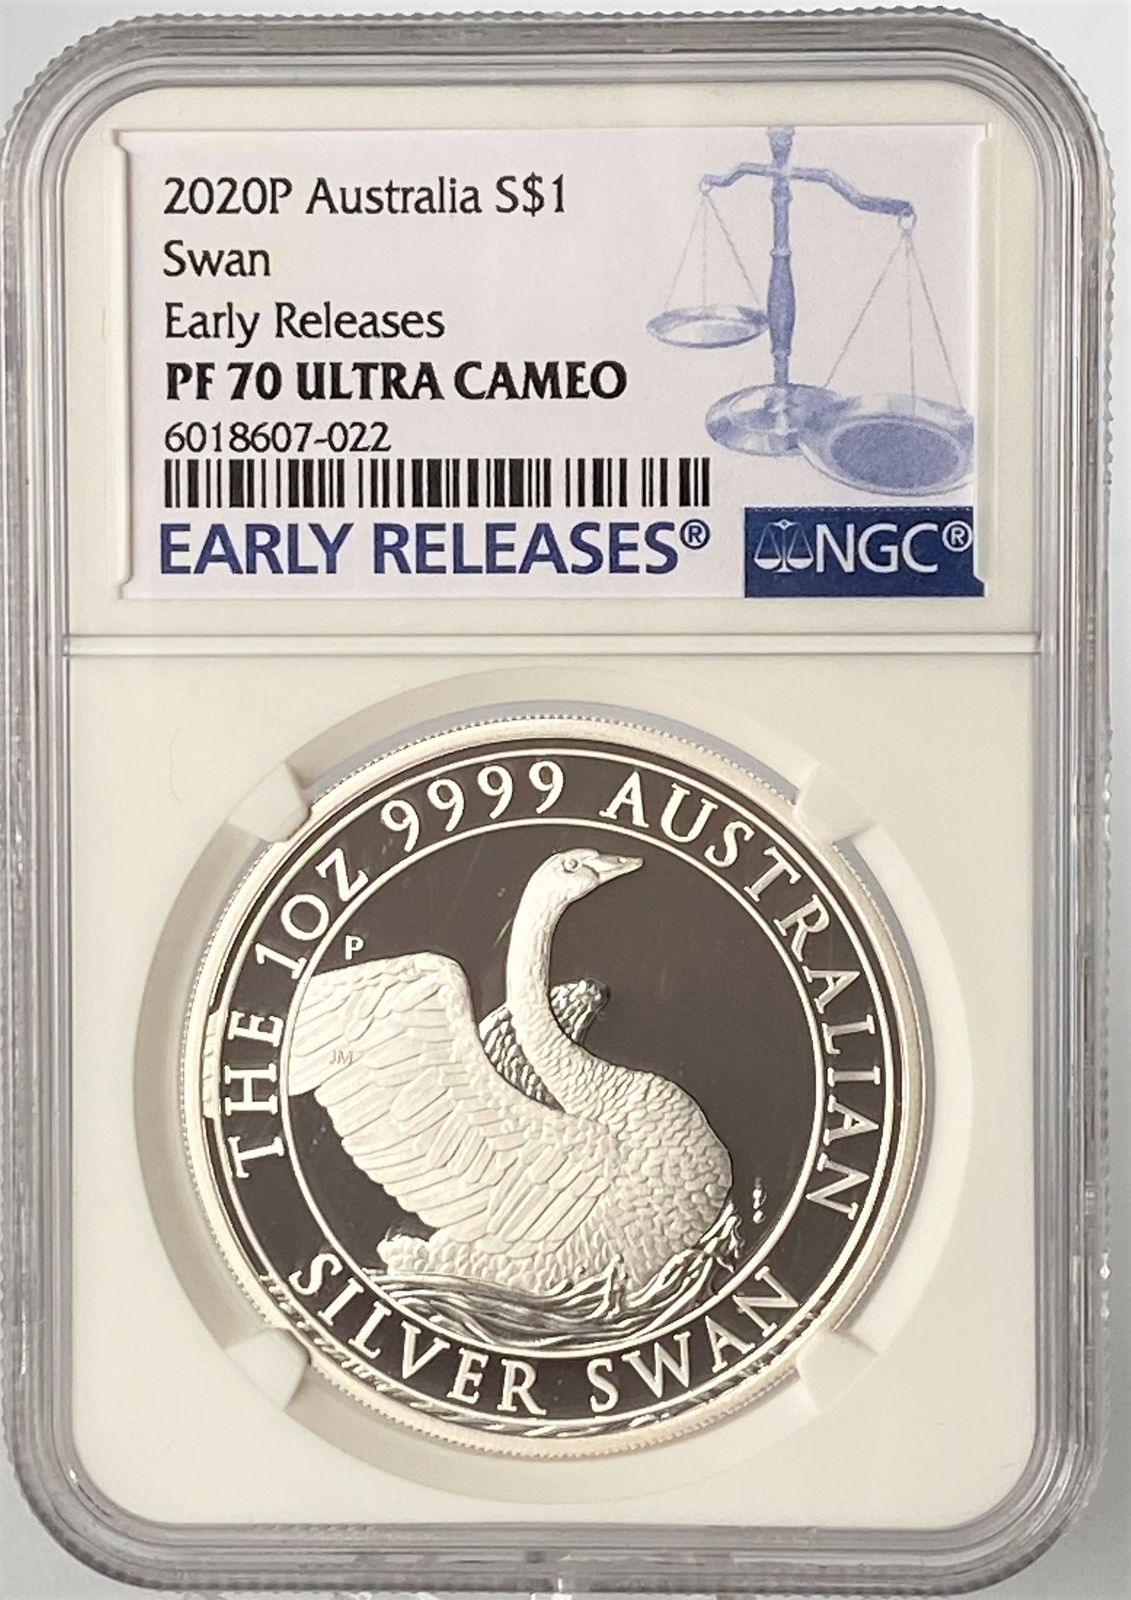 2020P Australia S$1
Swan
Early Releases
PF 70 ULTRA CAMEO
6018607-022
EARLY RELEASES®
NGC®
THE 1OZ 9999 AUSTRALIAN
SILVER SWAN
P
JM